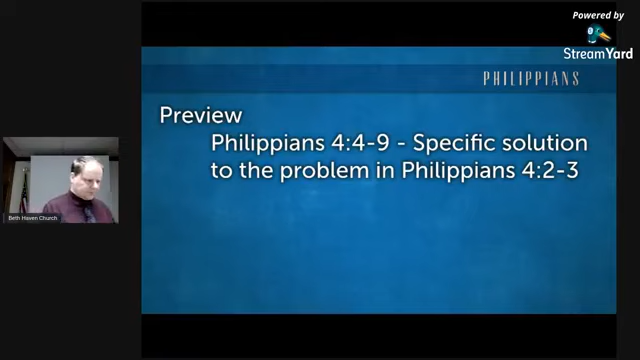 Powered by
StreamYard
PHILIPPIANS
Preview
Philippians 4:4-9 - Specific solution
to the problem in Philippians 4:2-3
Beth Haven Church